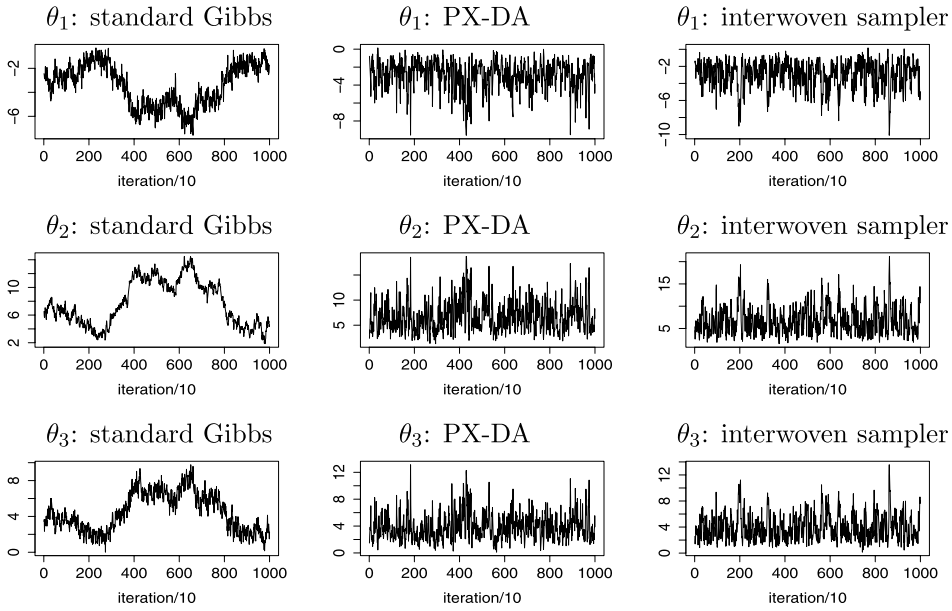 θ₁: standard Gibbs
−2
−6
0 200 400 600 800 1000
iteration/10
θ₁: PX-DA
0
−4
−8
0 200 400 600 800 1000
iteration/10
θ₁: interwoven sampler
−2
−6
−10
0 200 400 600 800 1000
iteration/10
θ₂: standard Gibbs
10
6
2
0 200 400 600 800 1000
iteration/10
θ₂: PX-DA
10
5
0 200 400 600 800 1000
iteration/10
θ₂: interwoven sampler
15
5
0 200 400 600 800 1000
iteration/10
θ₃: standard Gibbs
8
4
0
0 200 400 600 800 1000
iteration/10
θ₃: PX-DA
12
8
4
0
0 200 400 600 800 1000
iteration/10
θ₃: interwoven sampler
12
8
4
0
0 200 400 600 800 1000
iteration/10